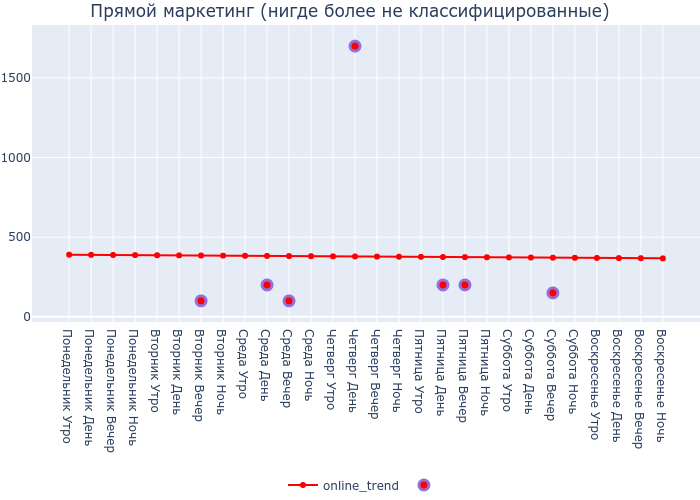 Прямой маркетинг (нигде более не классифицированные)
1500
1000
500
0
Понедельник Утро
Понедельник День
Понедельник Вечер
Понедельник Ночь
Вторник Утро
Вторник День
Вторник Вечер
Вторник Ночь
Среда Утро
Среда День
Среда Вечер
Среда Ночь
Четверг Утро
Четверг День
Четверг Вечер
Четверг Ночь
Пятница Утро
Пятница День
Пятница Вечер
Пятница Ночь
Суббота Утро
Суббота День
Суббота Вечер
Суббота Ночь
Воскресенье Утро
Воскресенье День
Воскресенье Вечер
Воскресенье Ночь
online_trend